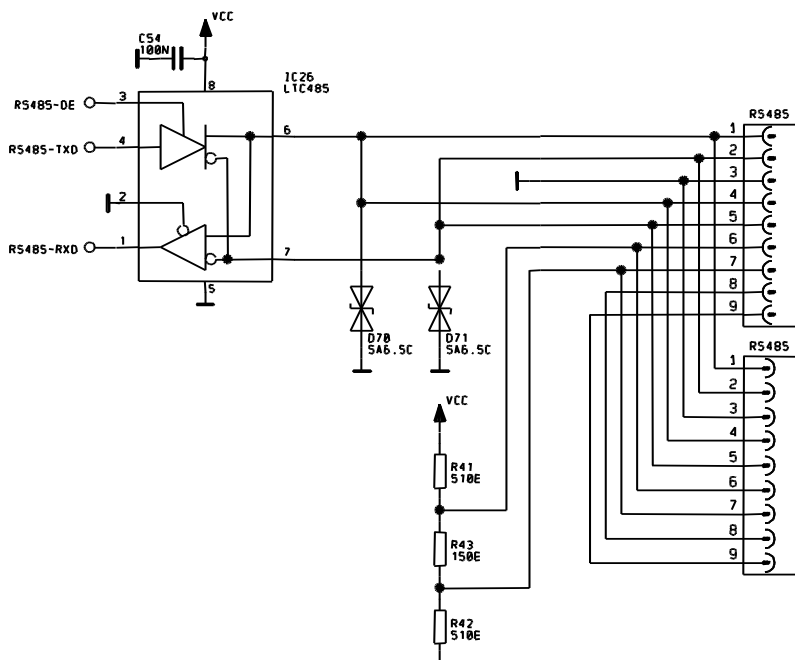 VCC
C54
100N
8
IC26
LTC485
RS485-DE
3
RS485-TXD
4
6
2
RS485-RXD
1
7
5
D70
SA6.5C
D71
SA6.5C
VCC
R41
510E
R43
150E
R42
510E
RS485
1
2
3
4
5
6
7
8
9
RS485
1
2
3
4
5
6
7
8
9